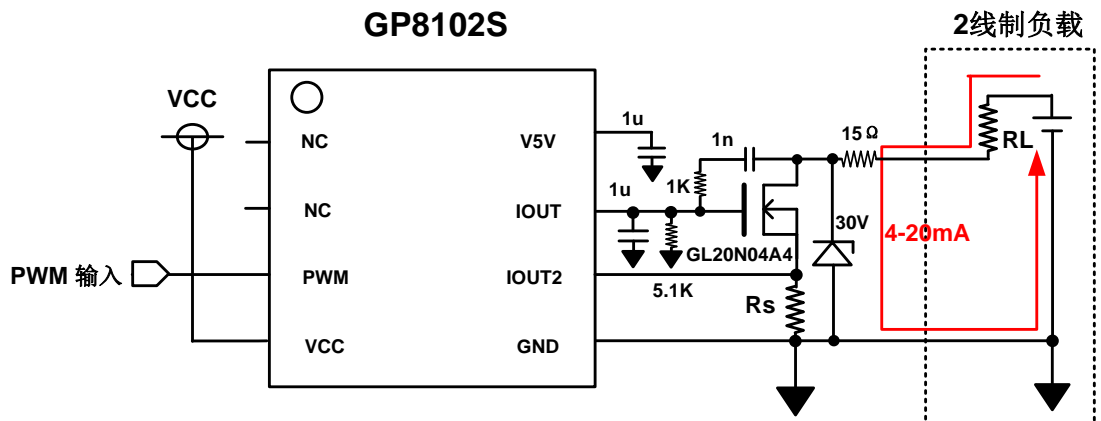 GP8102S
2线制负载
VCC
NC
V5V
1u
1n
15Ω
RL
1K
NC
IOUT
1u
30V
4-20mA
GL20N04A4
PWM 输入
PWM
IOUT2
5.1K
Rs
VCC
GND